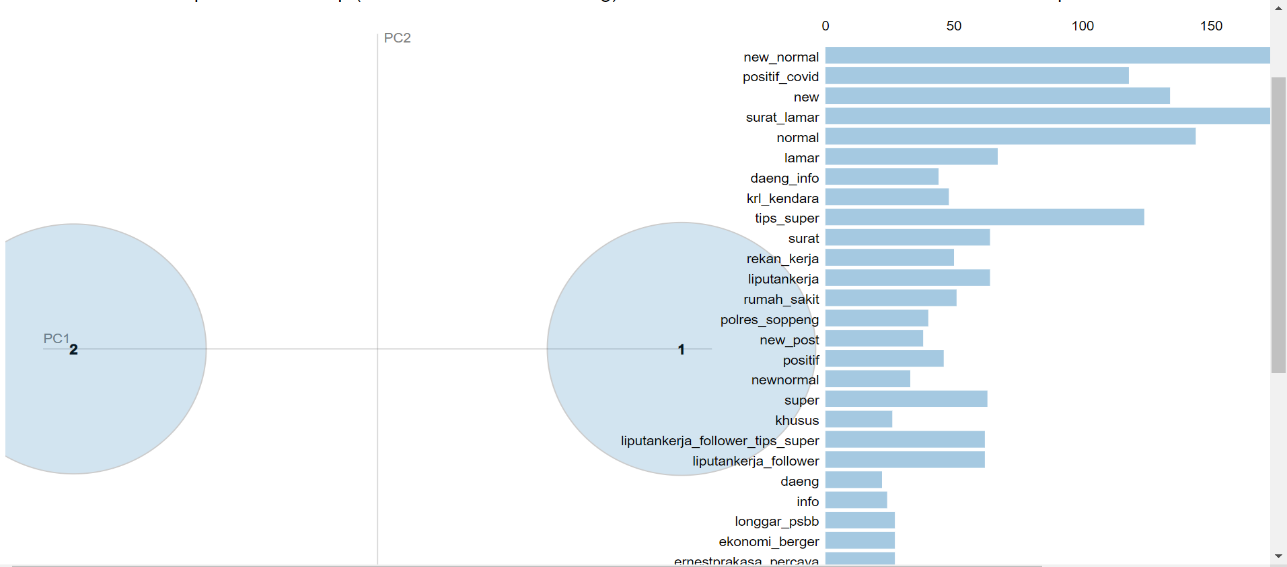 0 50 100 150
PC2
new_normal
positif_covid
new
surat_lamar
normal
lamar
daeng_info
krl_kendara
tips_super
surat
rekan_kerja
liputankerja
rumah_sakit
polres_soppeng
PC1
new_post
2
1
positif
newnormal
super
khusus
liputankerja_follower_tips_super
liputankerja_follower
daeng
info
longgar_psbb
ekonomi_berger
ernestprakasa_percaya